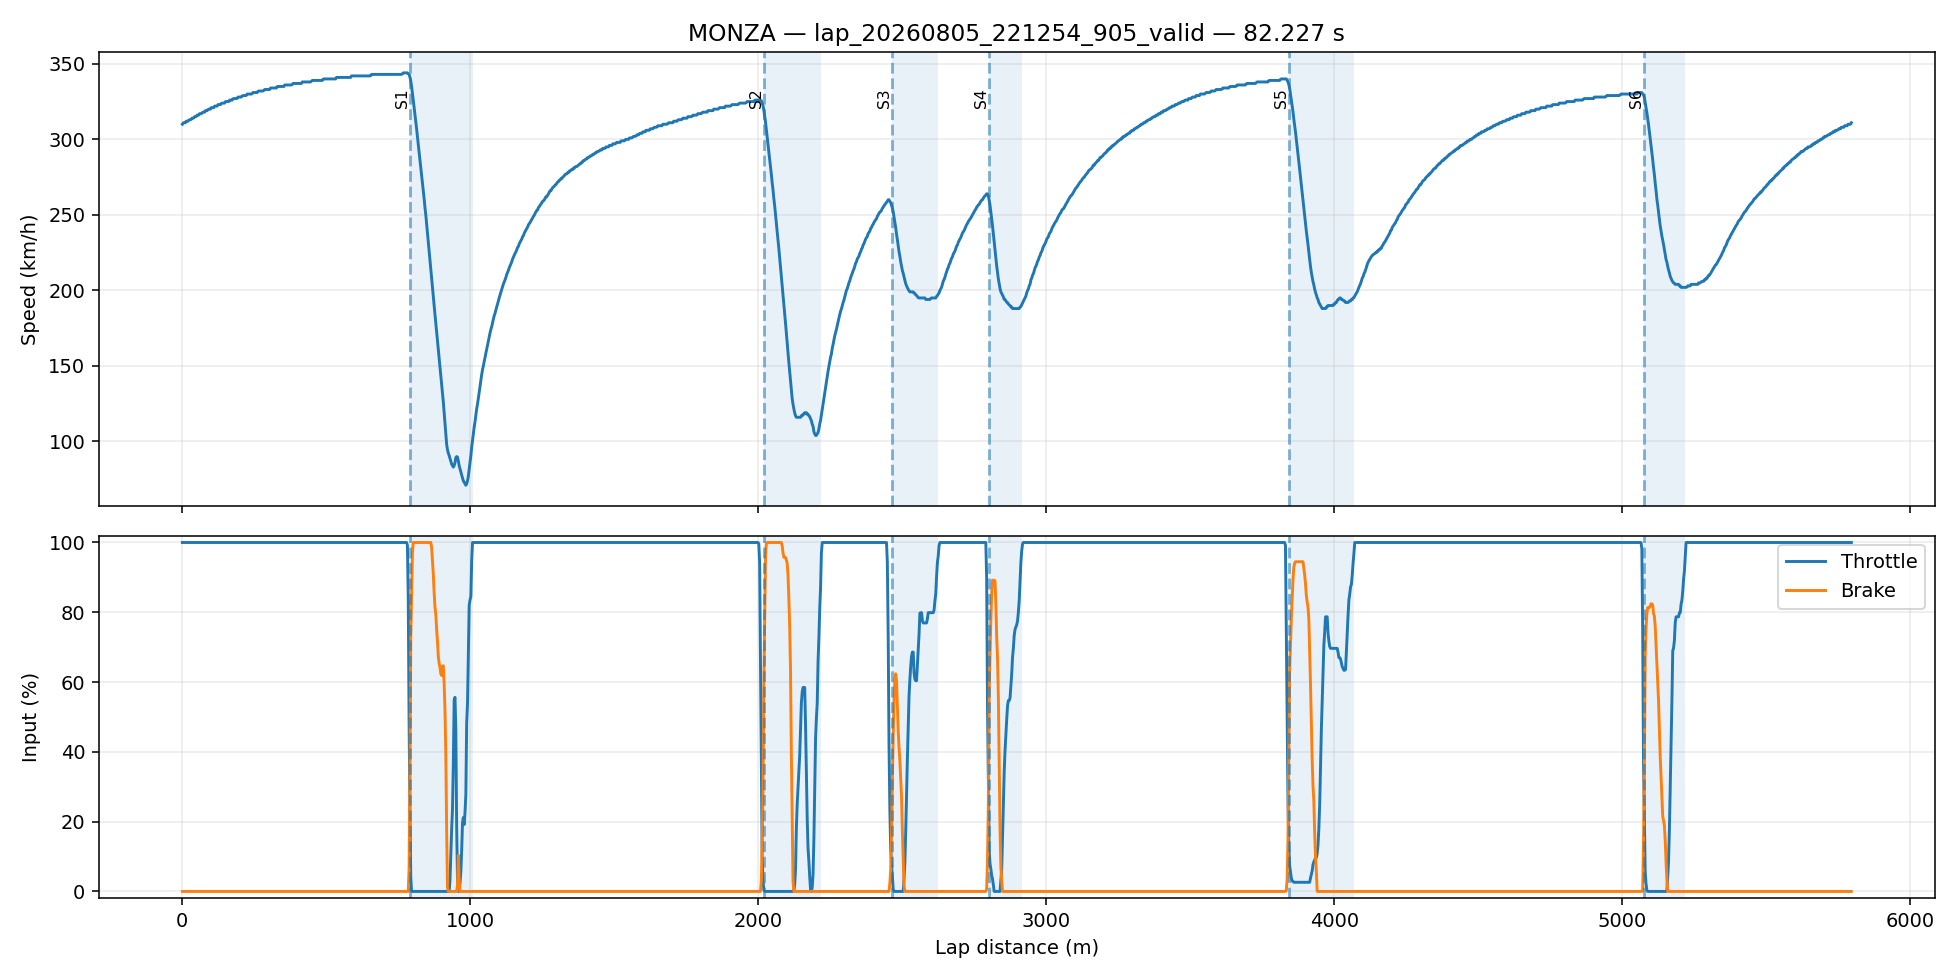 MONZA — lap_20260805_221254_905_valid — 82.227 s
Speed (km/h)
350
300
250
200
150
100
S1
S2
S3
S4
S5
S6
Input (%)
100
80
60
40
20
0
Throttle
Brake
0 1000 2000 3000 4000 5000 6000
Lap distance (m)